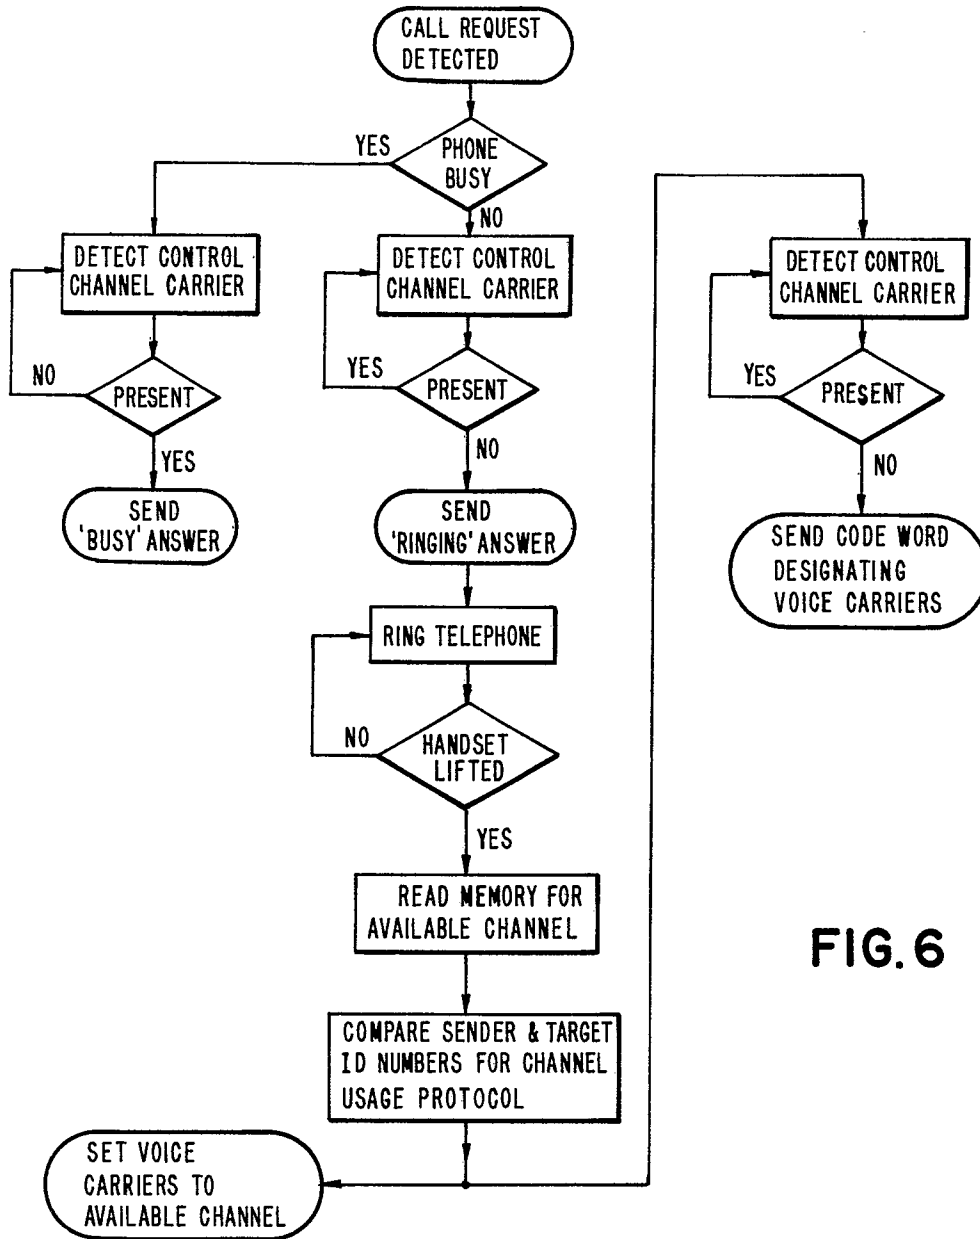 CALL REQUEST
DETECTED
YES
PHONE
BUSY
NO
DETECT CONTROL
CHANNEL CARRIER
NO
PRESENT
YES
SEND
'BUSY' ANSWER
DETECT CONTROL
CHANNEL CARRIER
YES
PRESENT
NO
SEND
'RINGING' ANSWER
RING TELEPHONE
NO
HANDSET
LIFTED
YES
READ MEMORY FOR
AVAILABLE CHANNEL
COMPARE SENDER & TARGET
ID NUMBERS FOR CHANNEL
USAGE PROTOCOL
SET VOICE
CARRIERS TO
AVAILABLE CHANNEL
DETECT CONTROL
CHANNEL CARRIER
YES
PRESENT
NO
SEND CODE WORD
DESIGNATING
VOICE CARRIERS
FIG. 6